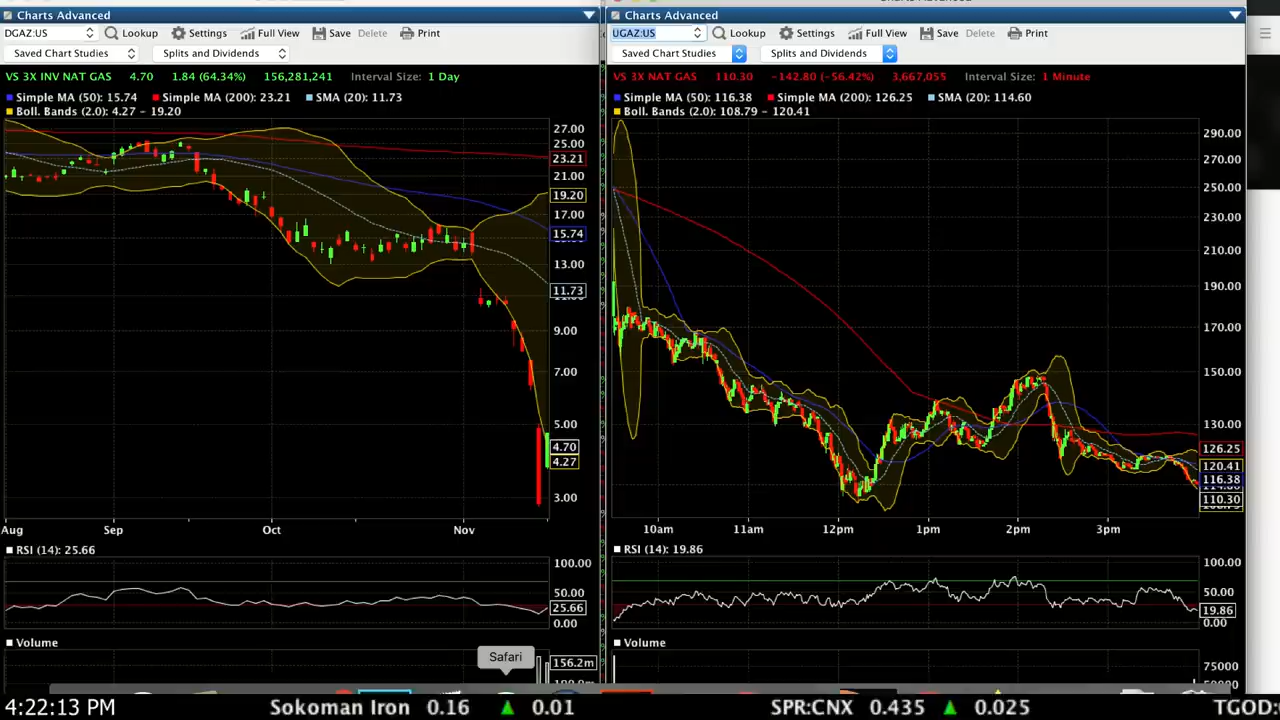 Charts Advanced
DGAZ:US Lookup Settings Full View Save Delete Print
Saved Chart Studies Splits and Dividends
VS 3X INV NAT GAS 4.70 1.84 (64.34%) 156,281,241 Interval Size: 1 Day
Simple MA (50): 15.74 Simple MA (200): 23.21 SMA (20): 11.73
Boll. Bands (2.0): 4.27 - 19.20
27.00
25.00
23.21
21.00
19.20
17.00
15.74
13.00
11.73
9.00
7.00
5.00
4.70
4.27
3.00
Aug Sep Oct Nov
RSI (14): 25.66
100.00
50.00
25.66
0.00
Volume
156.2m
Safari
Charts Advanced
UGAZ:US Lookup Settings Full View Save Delete Print
Saved Chart Studies Splits and Dividends
VS 3X NAT GAS 110.30 -142.80 (-56.42%) 3,667,055 Interval Size: 1 Minute
Simple MA (50): 116.38 Simple MA (200): 126.25 SMA (20): 114.60
Boll. Bands (2.0): 108.79 - 120.41
290.00
270.00
250.00
230.00
210.00
190.00
170.00
150.00
130.00
126.25
120.41
116.38
110.30
10am 11am 12pm 1pm 2pm 3pm
RSI (14): 19.86
100.00
50.00
19.86
0.00
Volume
75000
4:22:13 PM Sokoman Iron 0.16 0.01 SPR:CNX 0.435 0.025 TGOD: